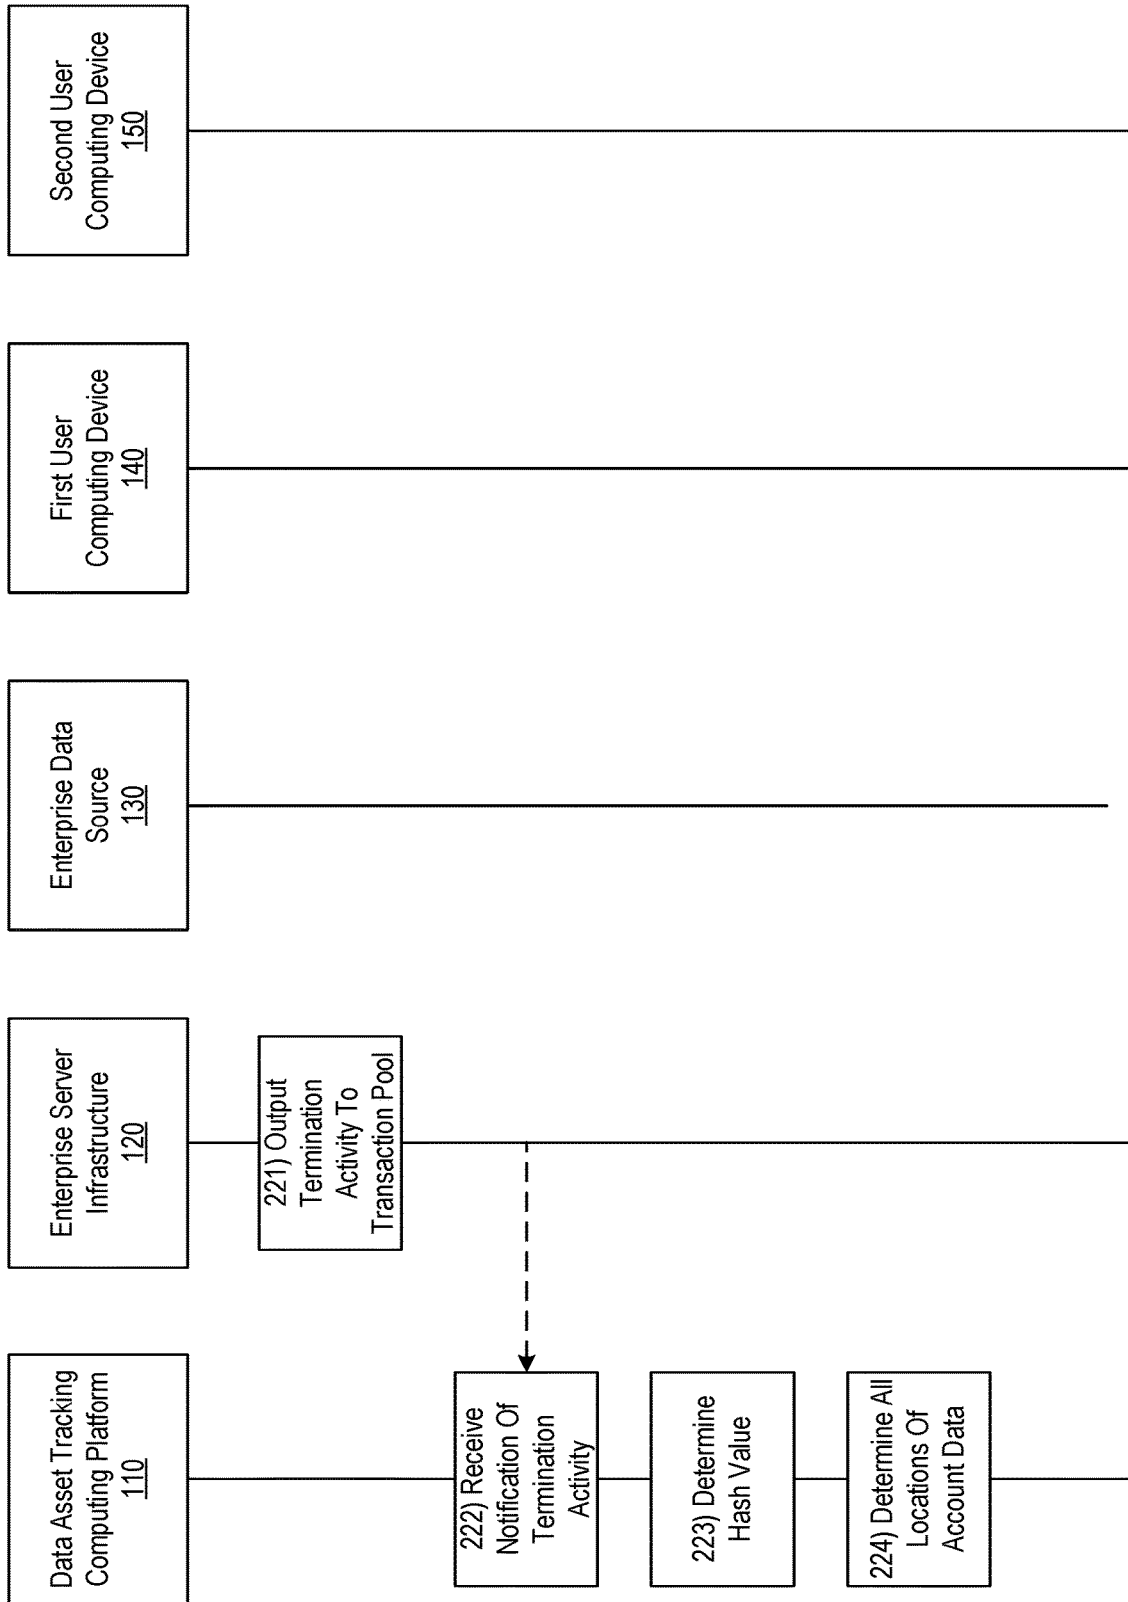 Data Asset Tracking
Computing Platform
110
Enterprise Server
Infrastructure
120
Enterprise Data
Source
130
First User
Computing Device
140
Second User
Computing Device
150
221) Output
Termination
Activity To
Transaction Pool
222) Receive
Notification Of
Termination
Activity
223) Determine
Hash Value
224) Determine All
Locations Of
Account Data